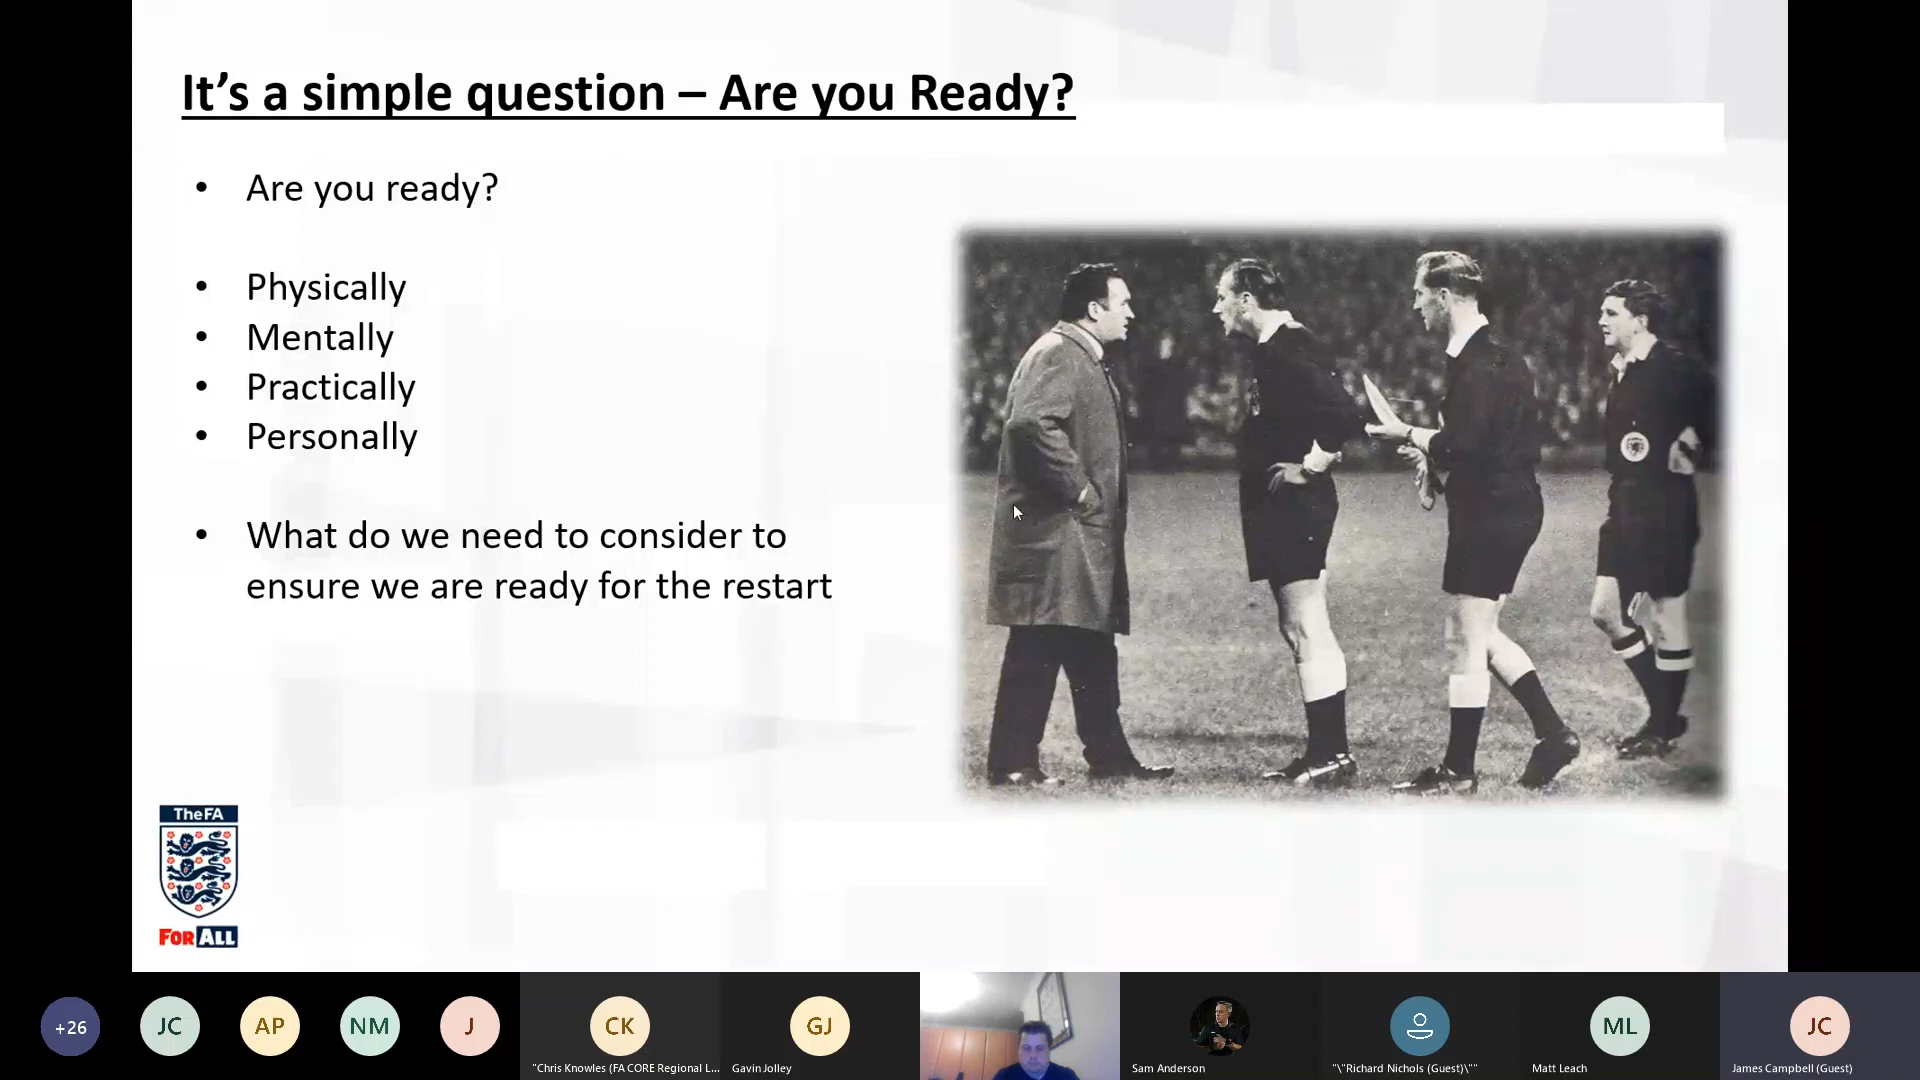 It’s a simple question – Are you Ready?
• Are you ready?
• Physically
• Mentally
• Practically
• Personally
• What do we need to consider to
ensure we are ready for the restart
The FA
FOR ALL
+26
JC
AP
NM
J
CK
GJ
ML
JC
"Chris Knowles (FA CORE Regional L...
Gavin Jolley
Sam Anderson
"\"Richard Nichols (Guest)\""
Matt Leach
James Campbell (Guest)